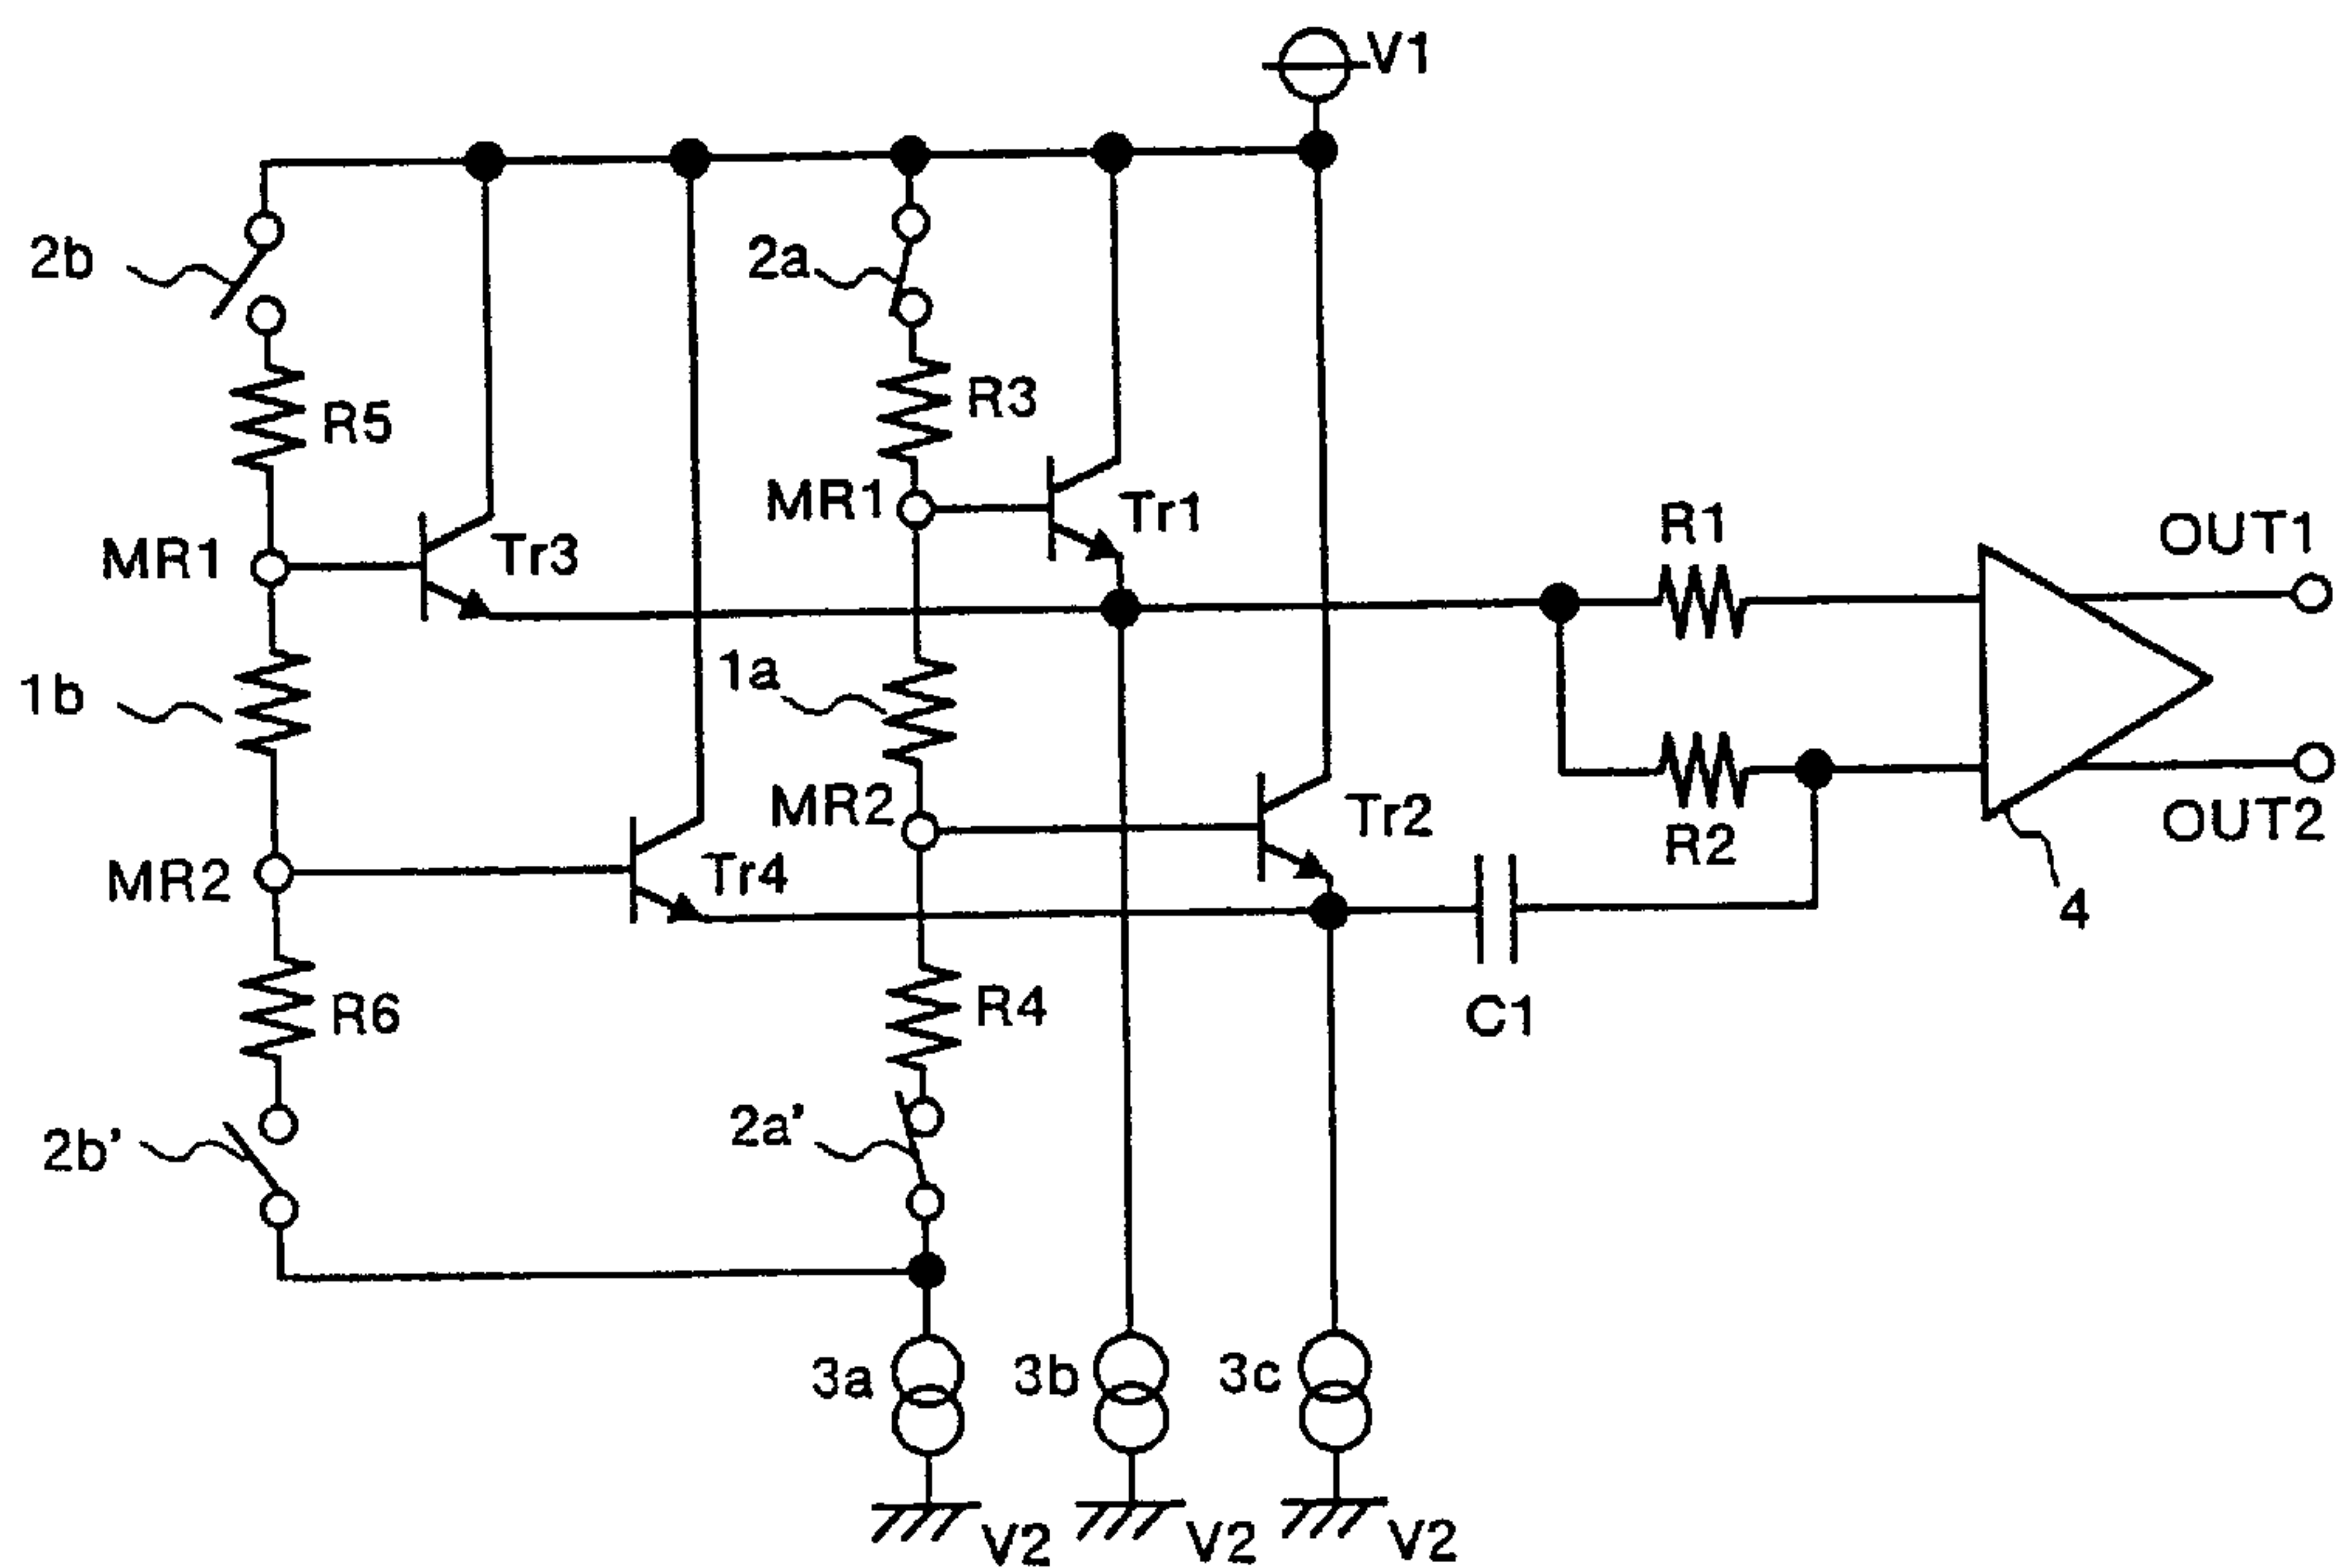 V1
2b
2a
R5
R3
MR1
Tr1
R1
OUT1
MR1
Tr3
1b
1a
MR2
Tr2
R2
OUT2
MR2
Tr4
4
R6
R4
C1
2b'
2a'
3a
3b
3c
V2
V2
V2